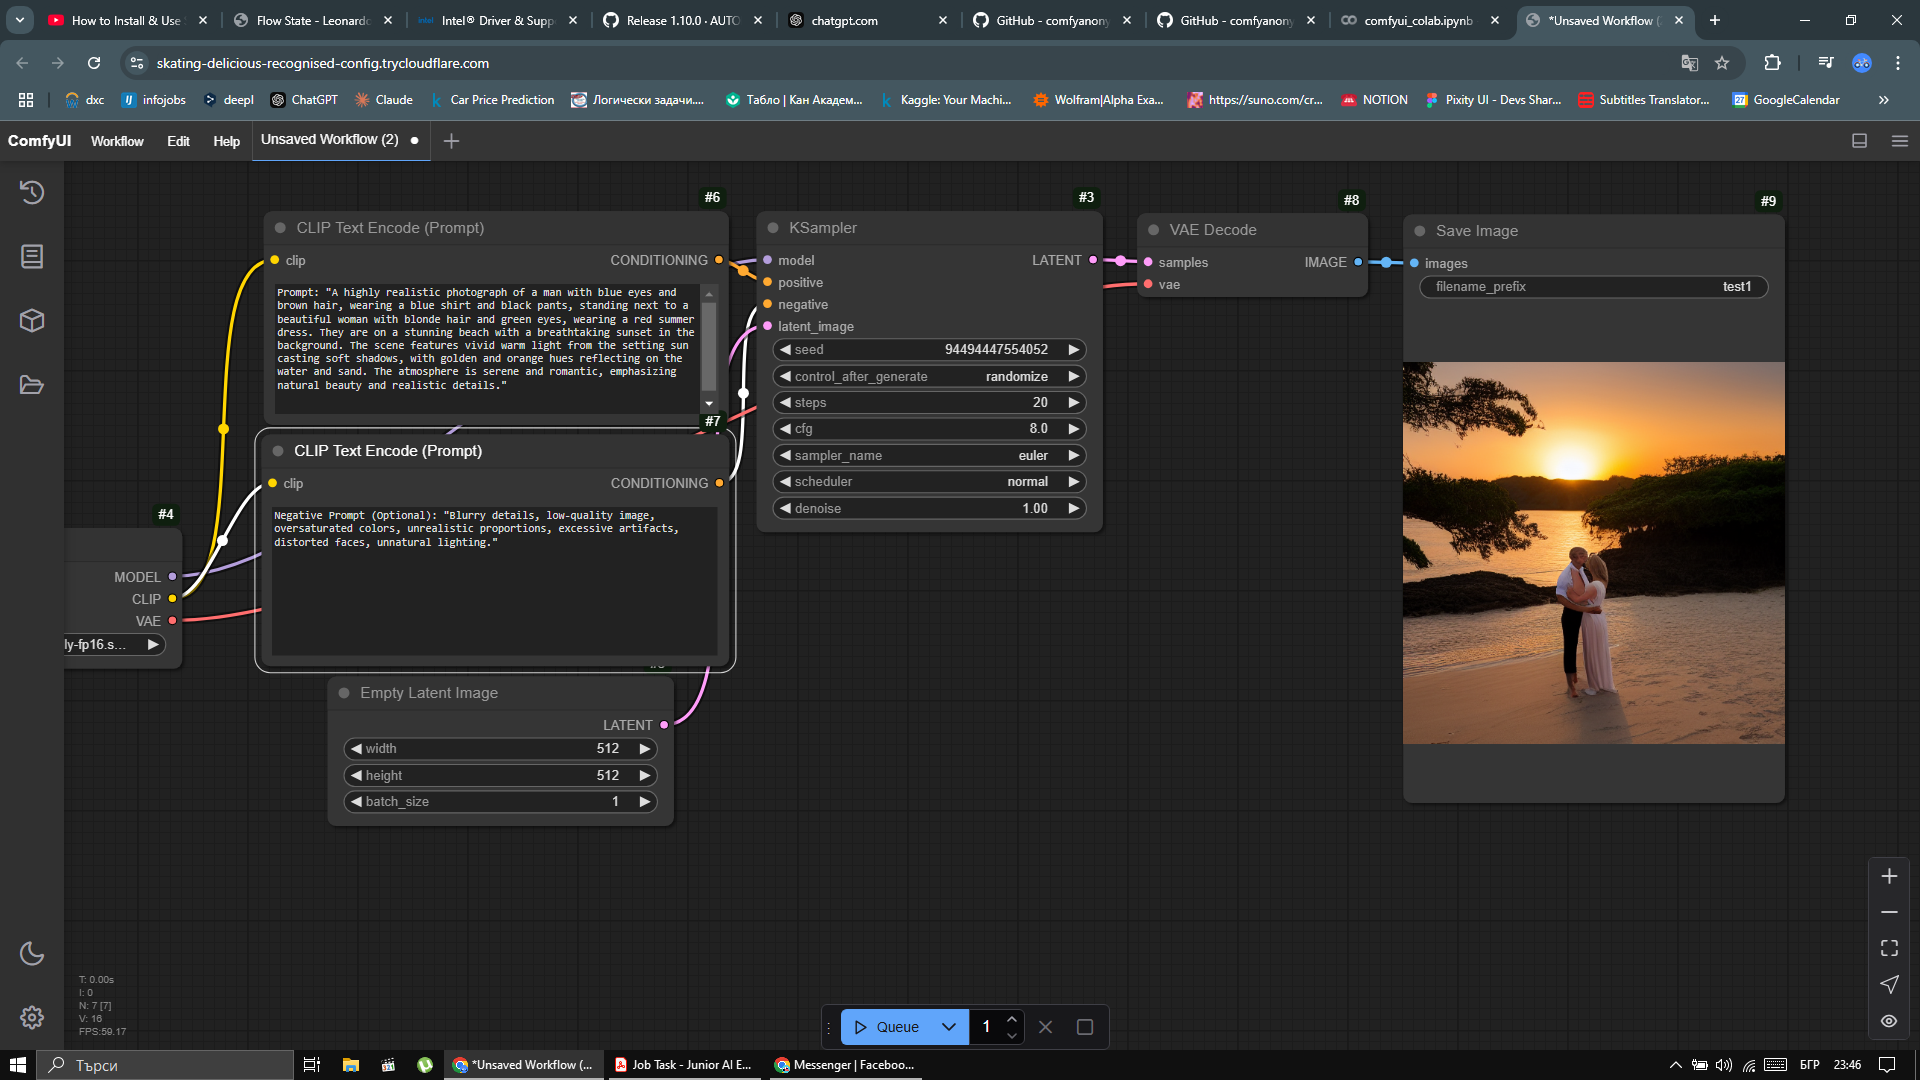 How to Install & Use
Flow State - Leonardo
Intel® Driver & Supp
Release 1.10.0 · AUTO
chatgpt.com
GitHub - comfyanony
GitHub - comfyanony
comfyui_colab.ipynb
*Unsaved Workflow (
skating-delicious-recognised-config.trycloudflare.com
dxc
infojobs
deepl
ChatGPT
Claude
Car Price Prediction
Логически задачи....
Табло | Кан Академ...
Kaggle: Your Machi...
Wolfram|Alpha Exa...
https://suno.com/cr...
NOTION
Pixity UI - Devs Shar...
Subtitles Translator...
GoogleCalendar
ComfyUI
Workflow
Edit
Help
Unsaved Workflow (2)
#6
CLIP Text Encode (Prompt)
clip
CONDITIONING
Prompt: "A highly realistic photograph of a man with blue eyes and
brown hair, wearing a blue shirt and black pants, standing next to a
beautiful woman with blonde hair and green eyes, wearing a red summer
dress. They are on a stunning beach with a breathtaking sunset in the
background. The scene features vivid warm light from the setting sun
casting soft shadows, with golden and orange hues reflecting on the
water and sand. The atmosphere is serene and romantic, emphasizing
natural beauty and realistic details."
#7
CLIP Text Encode (Prompt)
clip
CONDITIONING
Negative Prompt (Optional): "Blurry details, low-quality image,
oversaturated colors, unrealistic proportions, excessive artifacts,
distorted faces, unnatural lighting."
#4
MODEL
CLIP
VAE
ly-fp16.s...
Empty Latent Image
LATENT
width 512
height 512
batch_size 1
#3
KSampler
model
LATENT
positive
negative
latent_image
seed 94494447554052
control_after_generate randomize
steps 20
cfg 8.0
sampler_name euler
scheduler normal
denoise 1.00
#8
VAE Decode
samples
IMAGE
vae
#9
Save Image
images
filename_prefix test1
T: 0.00s
I: 0
N: 7 [7]
V: 16
FPS:59.17
Queue
1
Търси
*Unsaved Workflow (...
Job Task - Junior AI E...
Messenger | Faceboo...
БГР
23:46